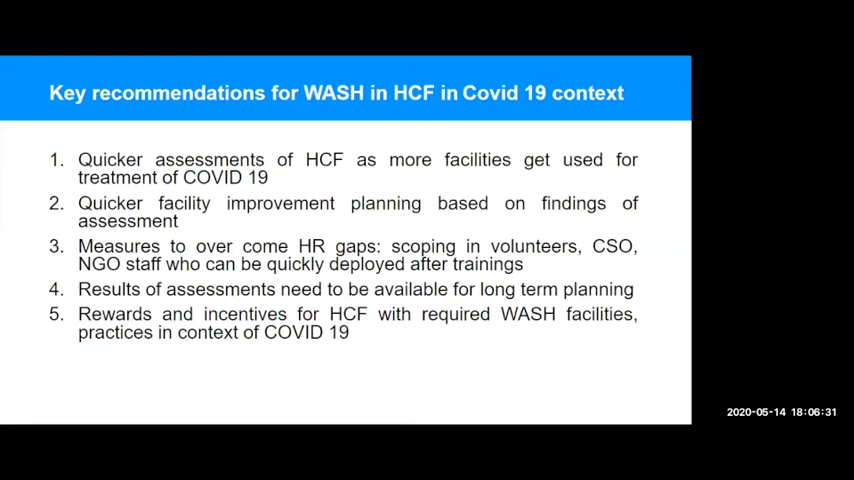 Key recommendations for WASH in HCF in Covid 19 context
1. Quicker assessments of HCF as more facilities get used for
treatment of COVID 19
2. Quicker facility improvement planning based on findings of
assessment
3. Measures to over come HR gaps: scoping in volunteers, CSO,
NGO staff who can be quickly deployed after trainings
4. Results of assessments need to be available for long term planning
5. Rewards and incentives for HCF with required WASH facilities,
practices in context of COVID 19
2020-05-14 18:06:31